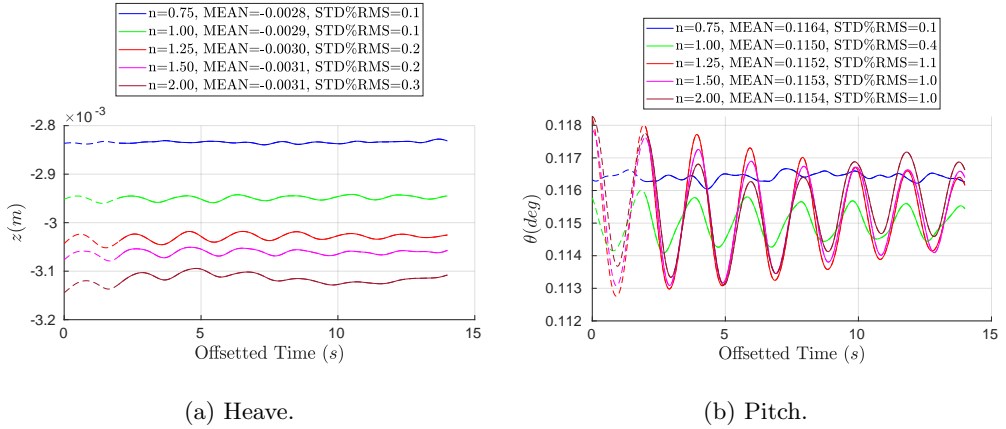 n=0.75, MEAN=-0.0028, STD%RMS=0.1
n=1.00, MEAN=-0.0029, STD%RMS=0.1
n=1.25, MEAN=-0.0030, STD%RMS=0.2
n=1.50, MEAN=-0.0031, STD%RMS=0.2
n=2.00, MEAN=-0.0031, STD%RMS=0.3
×10⁻³
-2.8
-2.9
-3
-3.1
-3.2
z(m)
0 5 10 15
Offsetted Time (s)
(a) Heave.
n=0.75, MEAN=0.1164, STD%RMS=0.1
n=1.00, MEAN=0.1150, STD%RMS=0.4
n=1.25, MEAN=0.1152, STD%RMS=1.1
n=1.50, MEAN=0.1153, STD%RMS=1.0
n=2.00, MEAN=0.1154, STD%RMS=1.0
0.118
0.117
0.116
0.115
0.114
0.113
0.112
θ(deg)
0 5 10 15
Offsetted Time (s)
(b) Pitch.